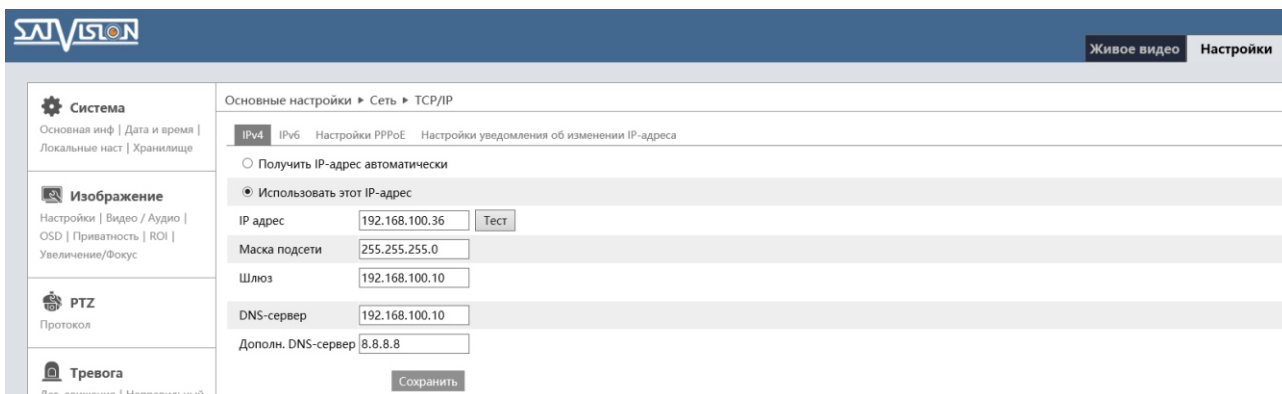 SATVISION
Живое видео Настройки
Система
Основная инф | Дата и время |
Локальные наст | Хранилище
Изображение
Настройки | Видео / Аудио |
OSD | Приватность | ROI |
Увеличение/Фокус
PTZ
Протокол
Тревога
Основные настройки ▸ Сеть ▸ TCP/IP
IPv4 IPv6 Настройки PPPoE Настройки уведомления об изменении IP-адреса
Получить IP-адрес автоматически
Использовать этот IP-адрес
IP адрес 192.168.100.36 Тест
Маска подсети 255.255.255.0
Шлюз 192.168.100.10
DNS-сервер 192.168.100.10
Дополн. DNS-сервер 8.8.8.8
Сохранить